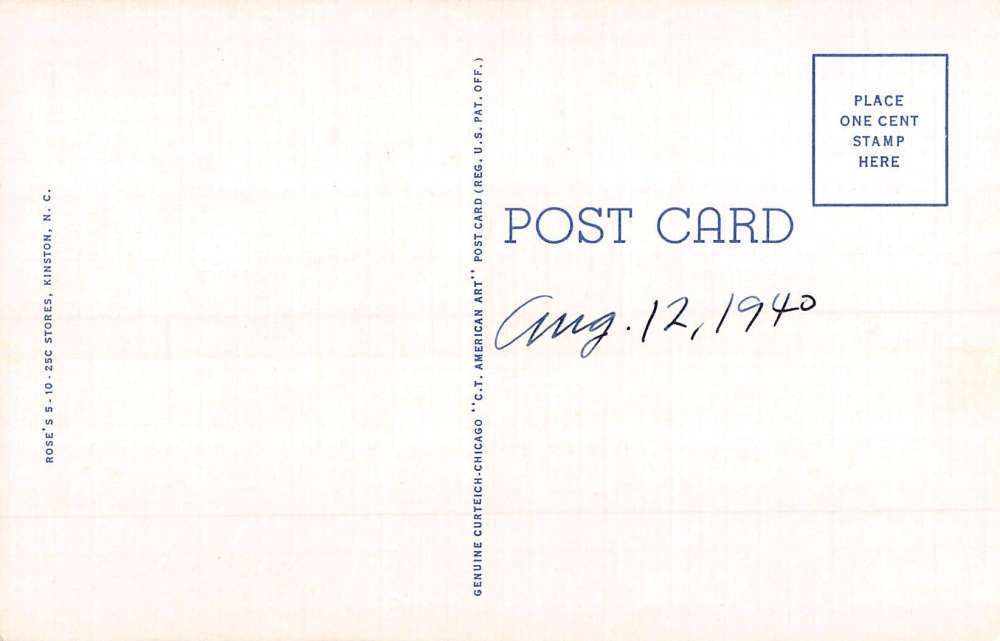 ROSE'S 5-10-25C STORES, KINSTON, N. C.
GENUINE CURTEICH-CHICAGO "C.T. AMERICAN ART" POST CARD (REG. U.S. PAT. OFF.)
PLACE
ONE CENT
STAMP
HERE
POST CARD
Aug. 12, 1940